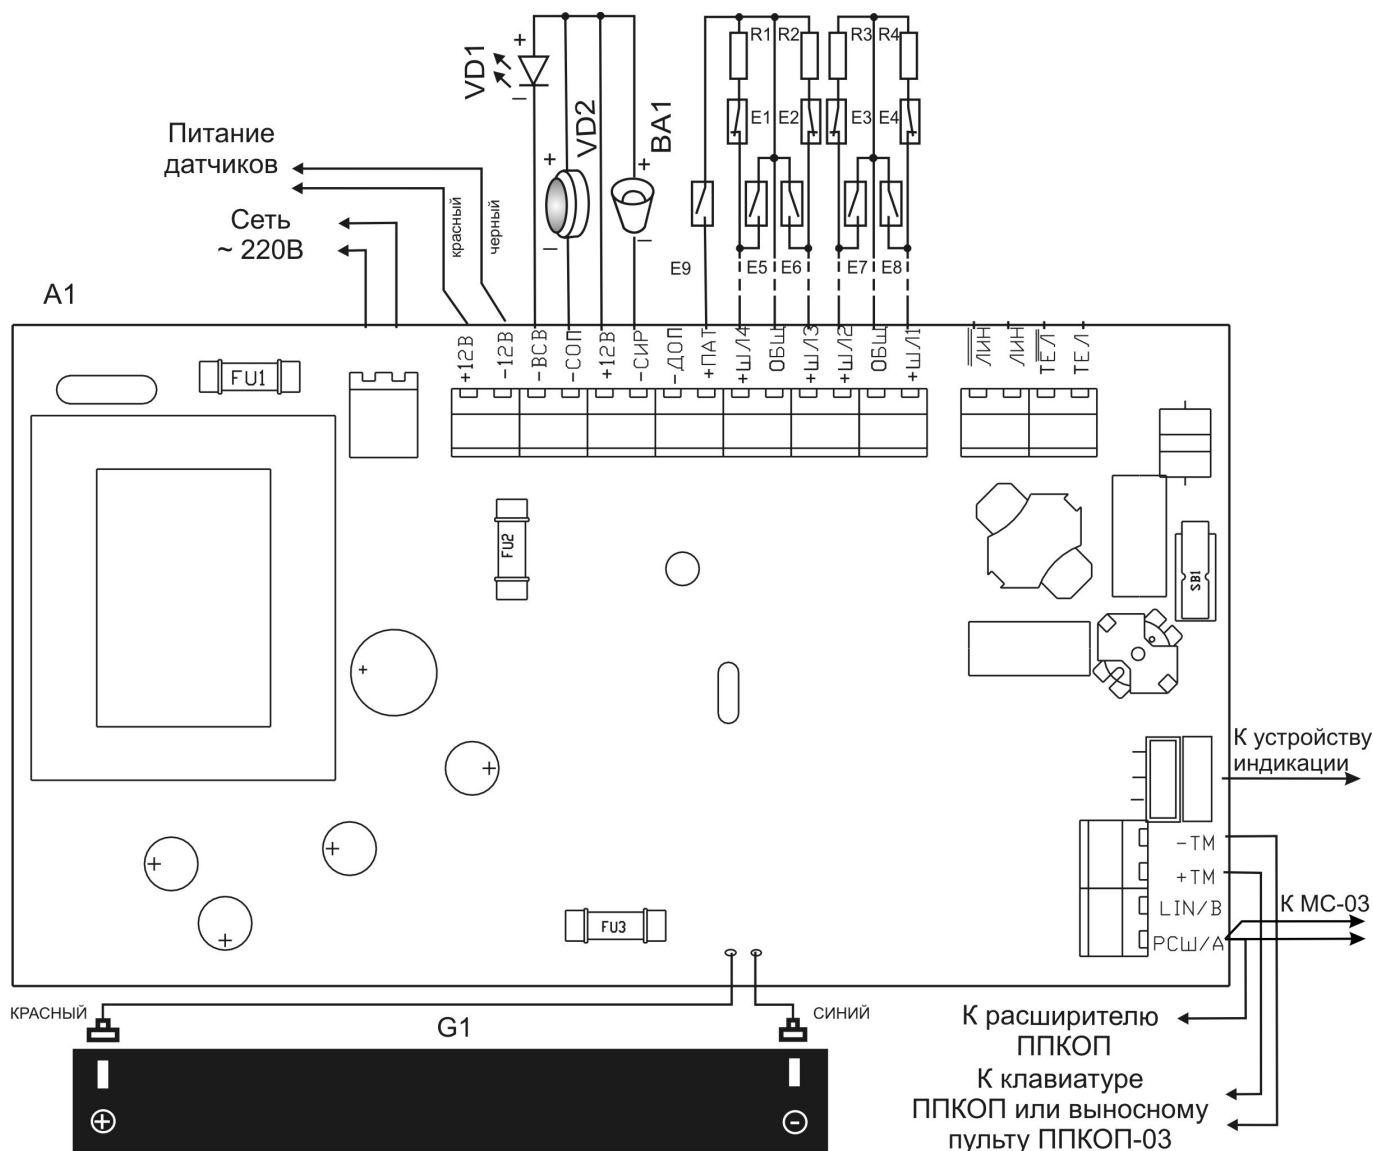 R1
R2
R3
R4
VD1
VD2
BA1
E1
E2
E3
E4
Питание
датчиков
красный
черный
Сеть
~ 220В
E9
E5
E6
E7
E8
A1
+12В
-12В
-ВСВ
-СОП
+12В
-СИР
-ДОП
+ПАТ
+ШЛ4
ОБЩ
+ШЛ3
+ШЛ2
ОБЩ
+ШЛ1
ЛИН
ЛИН
ТЕЛ
ТЕЛ
FU1
FU2
SB1
К устройству
индикации
-ТМ
+ТМ
LIN/B
К МС-03
РСШ/А
FU3
КРАСНЫЙ
СИНИЙ
G1
К расширителю
ППКОП
К клавиатуре
ППКОП или выносному
пульту ППКОП-03